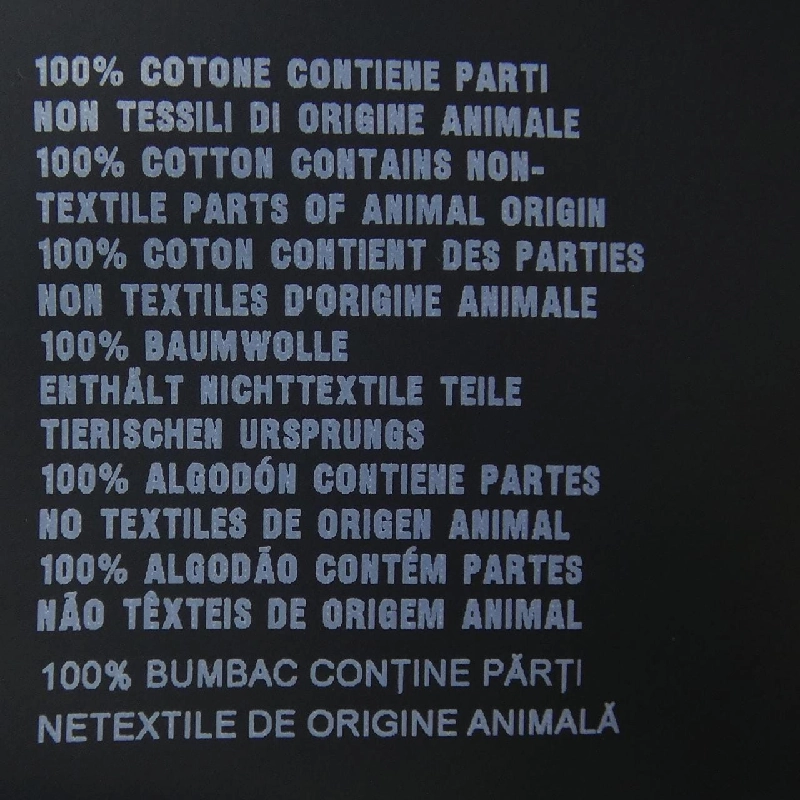 100% COTONE CONTIENE PARTI
NON TESSILI DI ORIGINE ANIMALE
100% COTTON CONTAINS NON-
TEXTILE PARTS OF ANIMAL ORIGIN
100% COTON CONTIENT DES PARTIES
NON TEXTILES D'ORIGINE ANIMALE
100% BAUMWOLLE
ENTHÄLT NICHTTEXTILE TEILE
TIERISCHEN URSPRUNGS
100% ALGODÓN CONTIENE PARTES
NO TEXTILES DE ORIGEN ANIMAL
100% ALGODÃO CONTÉM PARTES
NÃO TÊXTEIS DE ORIGEM ANIMAL
100% BUMBAC CONȚINE PĂRȚI
NETEXTILE DE ORIGINE ANIMALĂ